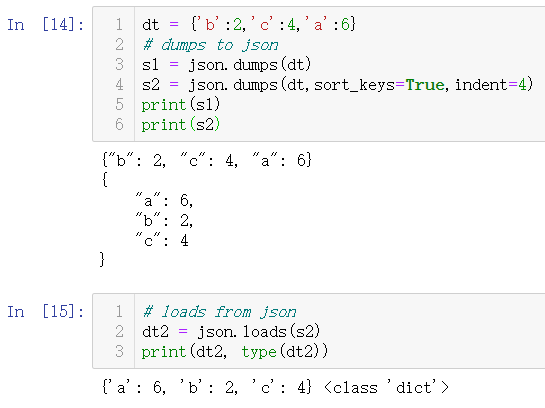 In [14]:
1 dt = {'b':2,'c':4,'a':6}
2 # dumps to json
3 s1 = json.dumps(dt)
4 s2 = json.dumps(dt,sort_keys=True,indent=4)
5 print(s1)
6 print(s2)
{"b": 2, "c": 4, "a": 6}
{
    "a": 6,
    "b": 2,
    "c": 4
}
In [15]:
1 # loads from json
2 dt2 = json.loads(s2)
3 print(dt2, type(dt2))
{'a': 6, 'b': 2, 'c': 4} <class 'dict'>